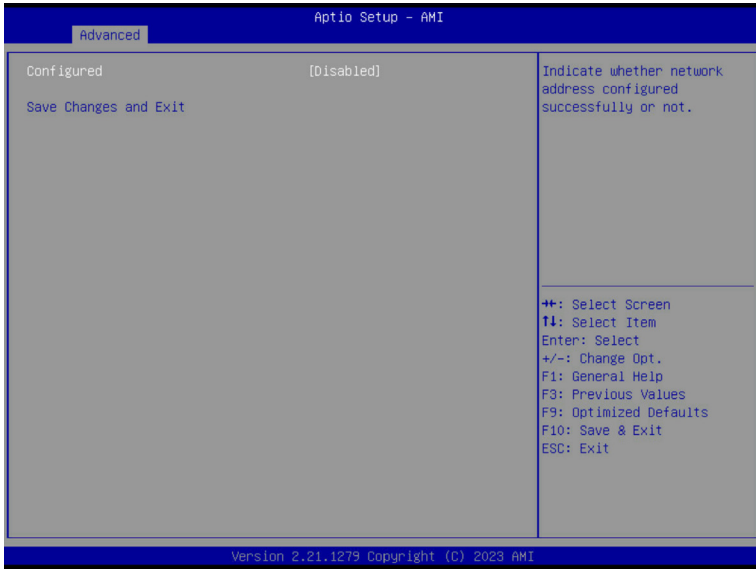 Aptio Setup - AMI
Advanced
Configured [Disabled]
Save Changes and Exit
Indicate whether network
address configured
successfully or not.
→←: Select Screen
↑↓: Select Item
Enter: Select
+/-: Change Opt.
F1: General Help
F3: Previous Values
F9: Optimized Defaults
F10: Save & Exit
ESC: Exit
Version 2.21.1279 Copyright (C) 2023 AMI